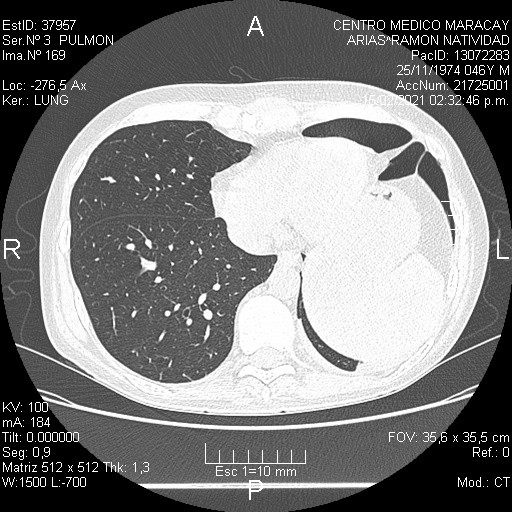 EstID: 37957
Ser.Nº 3 PULMON
Ima.Nº 169
Loc: -276,5 Ax
Ker.: LUNG
A
CENTRO MEDICO MARACAY
ARIAS^RAMON NATIVIDAD
PacID: 13072283
25/11/1974 046Y M
AccNum: 21725001
15/02/2021 02:32:46 p.m.
R
L
KV: 100
mA: 184
Tilt: 0.000000
Seg: 0,9
Matriz 512 x 512 Thk: 1,3
W:1500 L:-700
Esc 1=10 mm
P
FOV: 35,6 x 35,5 cm
Ref.: 0
Mod.: CT